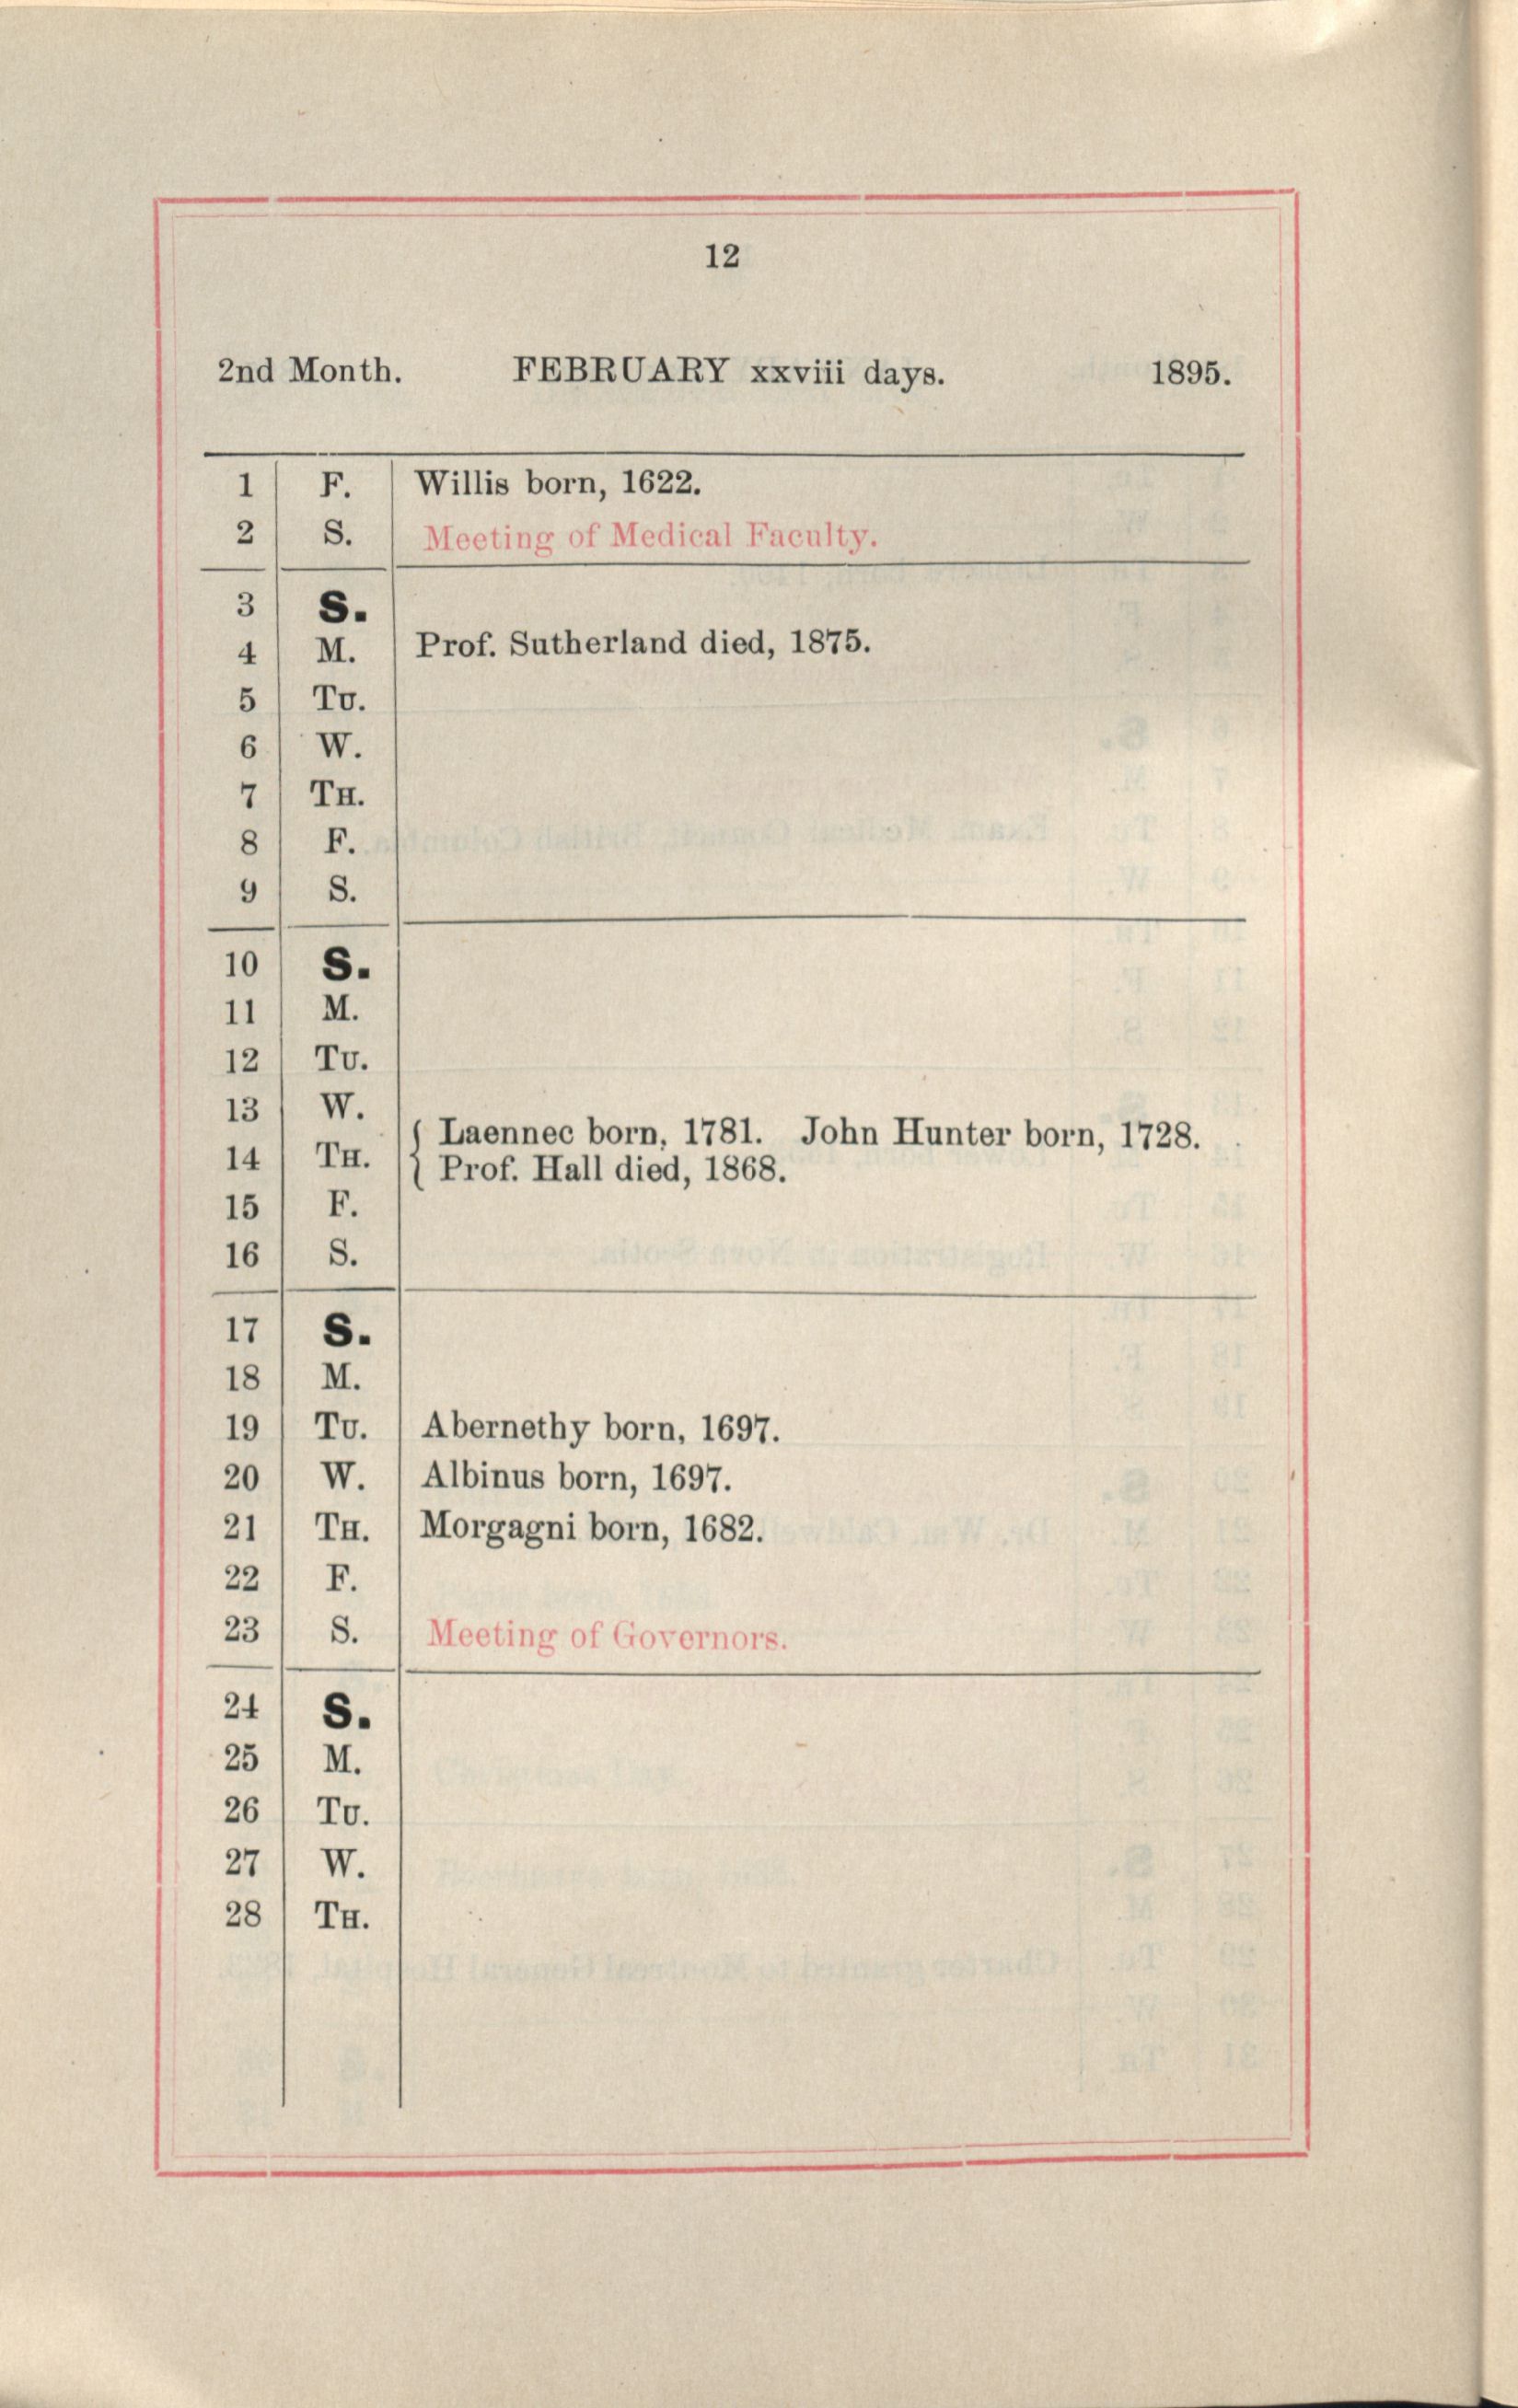 12
2nd Month. FEBRUARY xxviii days. 1895.
1 F. Willis born, 1622.
2 S. Meeting of Medical Faculty.
3 S.
4 M. Prof. Sutherland died, 1875.
5 TU.
6 W.
7 TH.
8 F.
9 S.
10 S.
11 M.
12 TU.
13 W.
Laennec born, 1781. John Hunter born, 1728.
14 TH. Prof. Hall died, 1868.
15 F.
16 S.
17 S.
18 M.
19 TU. Abernethy born, 1697.
20 W. Albinus born, 1697.
21 TH. Morgagni born, 1682.
22 F.
23 S. Meeting of Governors.
24 S.
25 M.
26 TU.
27 W.
28 TH.